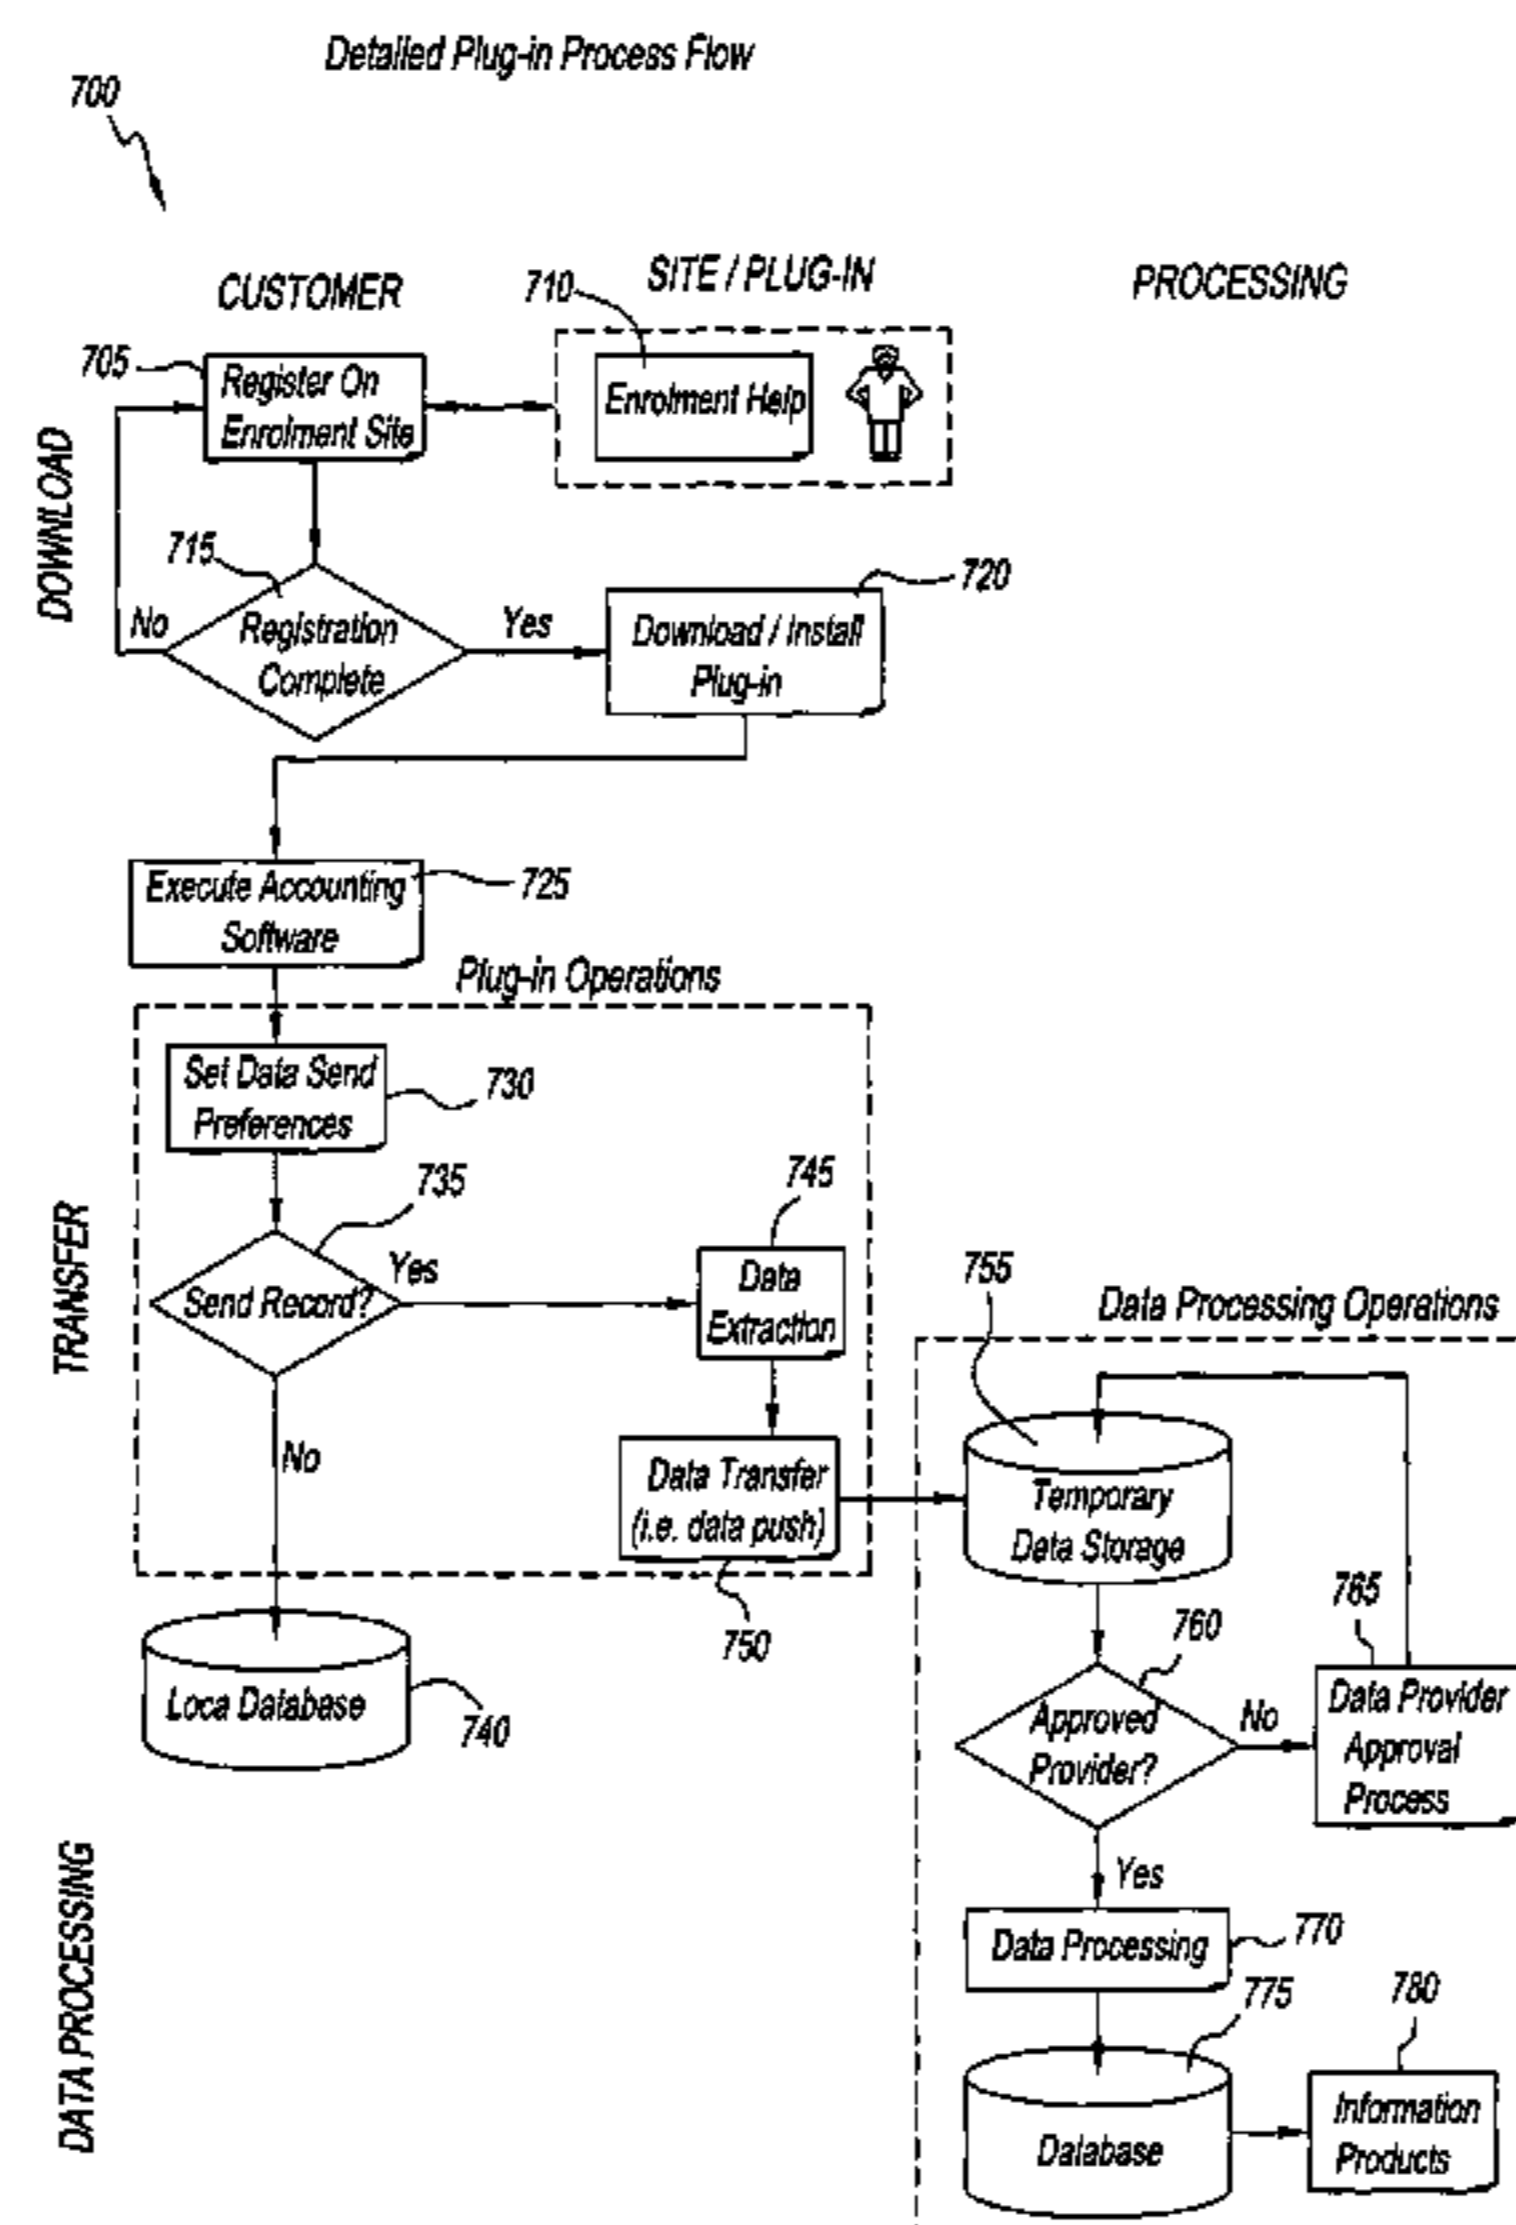 Detailed Plug-in Process Flow
700
CUSTOMER
SITE / PLUG-IN
PROCESSING
710
705
Register On
Enrolment Site
Enrolment Help
DOWNLOAD
715
No
Registration
Complete
Yes
720
Download / Install
Plug-in
Execute Accounting
Software
725
Plug-in Operations
Set Data Send
Preferences
730
TRANSFER
735
Send Record?
Yes
745
Data
Extraction
No
Data Transfer
(i.e. data push)
750
Loca Database
740
755
Data Processing Operations
Temporary
Data Storage
760
765
Approved
Provider?
No
Data Provider
Approval
Process
Yes
DATA PROCESSING
Data Processing
770
775
Database
780
Information
Products